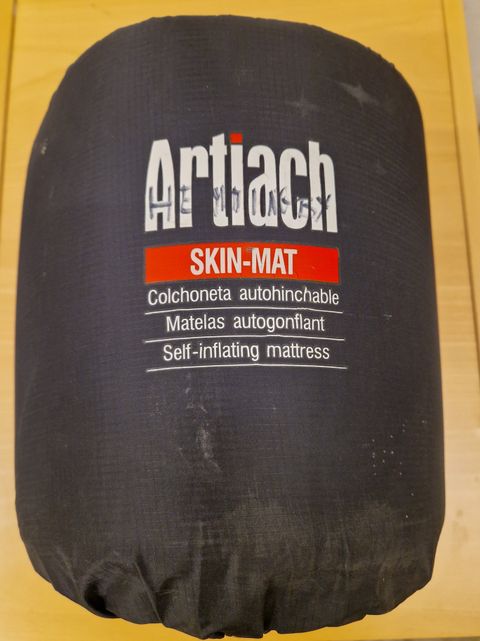 Artiach
SKIN-MAT
Colchoneta autohinchable
Matelas autogonflant
Self-inflating mattress